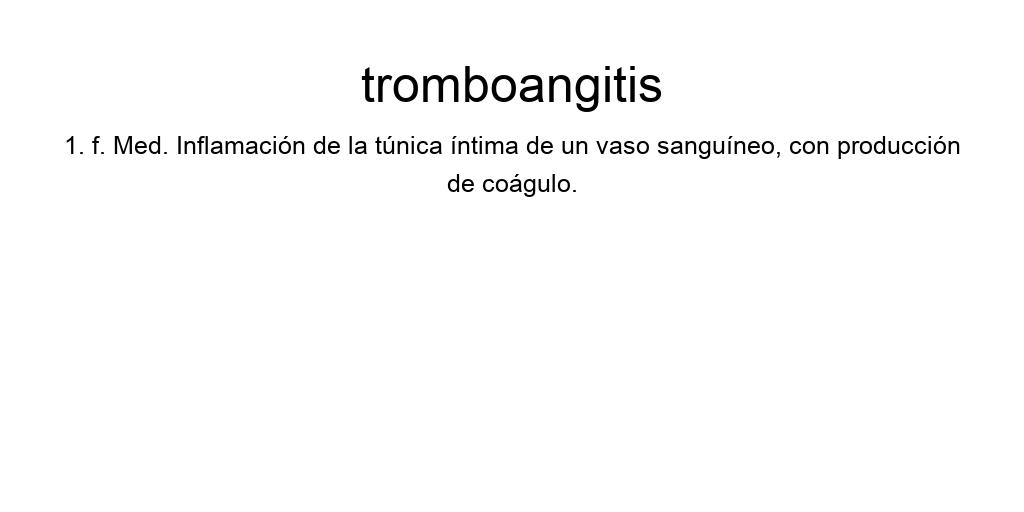 tromboangitis
1. f. Med. Inflamación de la túnica íntima de un vaso sanguíneo, con producción
de coágulo.